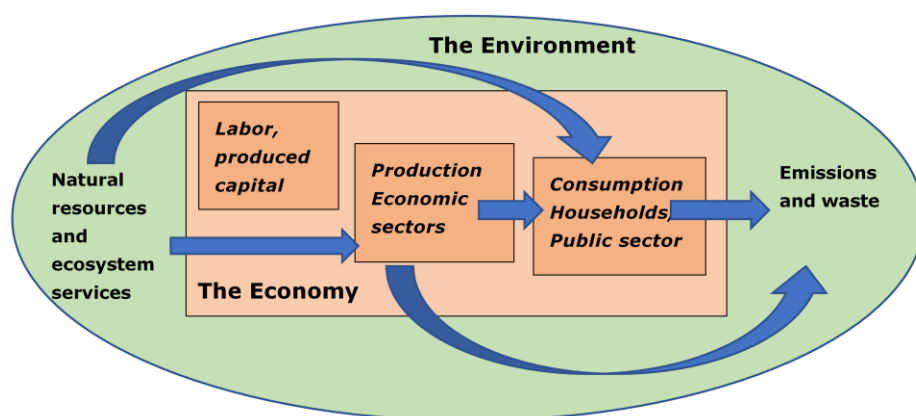 The Environment
Labor,
produced
capital
Production
Economic
sectors
Consumption
Households,
Public sector
Natural
resources
and
ecosystem
services
Emissions
and waste
The Economy